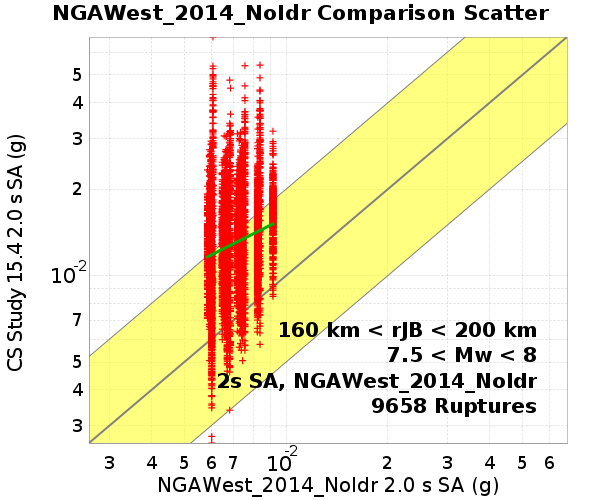 NGAWest_2014_NoIdr Comparison Scatter
CS Study 15.4 2.0 s SA (g)
5
4
3
2
10-2
7
6
5
4
3
160 km < rJB < 200 km
7.5 < Mw < 8
2s SA, NGAWest_2014_NoIdr
9658 Ruptures
3 4 5 6 7 10-2 2 3 4 5 6
NGAWest_2014_NoIdr 2.0 s SA (g)